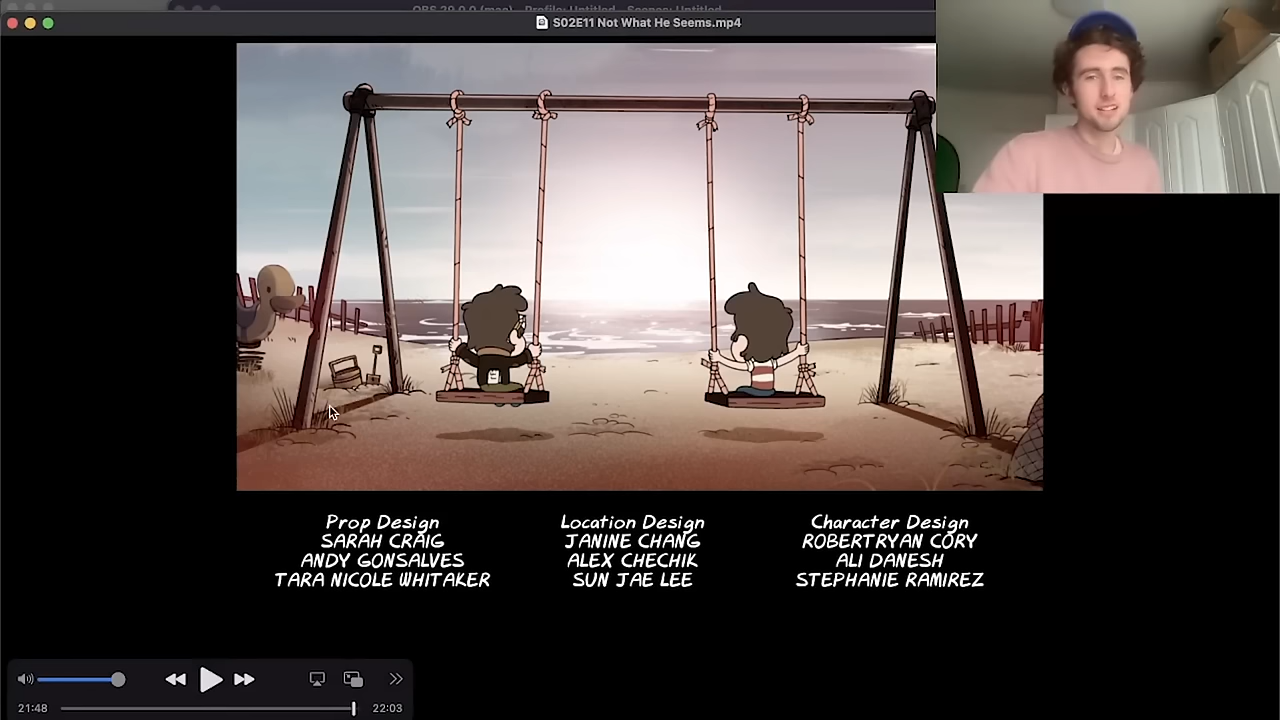 S02E11 Not What He Seems.mp4
Prop Design
SARAH CRAIG
ANDY GONSALVES
TARA NICOLE WHITAKER
Location Design
JANINE CHANG
ALEX CHECHIK
SUN JAE LEE
Character Design
ROBERTRYAN CORY
ALI DANESH
STEPHANIE RAMIREZ
21:48
22:03